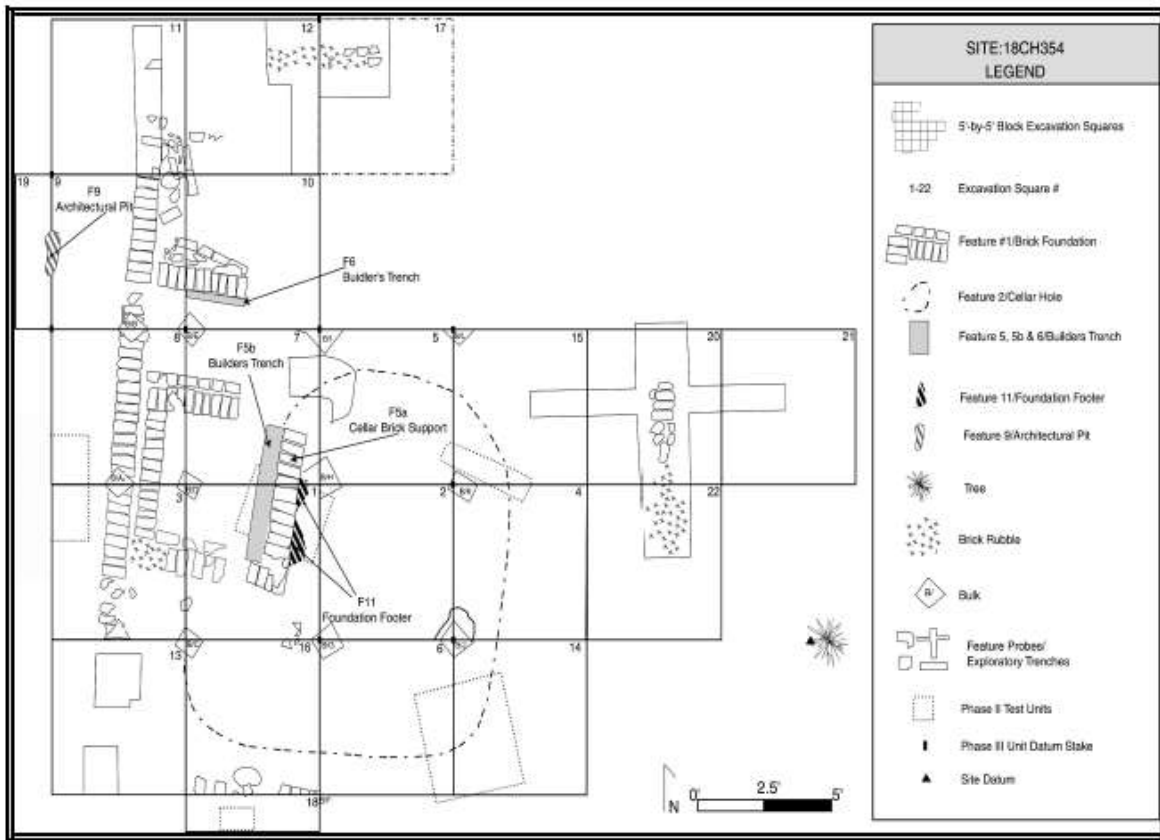 11
12
17
19
9
10
F9
Architectural Pit
F6
Buidler's Trench
8
7
5
15
20
21
F5b
Builders Trench
F5a
Cellar Brick Support
3
1
2
4
22
F11
Foundation Footer
13
16
6
14
18
N
0'
2.5'
5'
SITE:18CH354
LEGEND
5'-by-5' Block Excavation Squares
1-22
Excavation Square #
Feature #1/Brick Foundation
Feature 2/Cellar Hole
Feature 5, 5b & 6/Builders Trench
Feature 11/Foundation Footer
Feature 9/Architectural Pit
Tree
Brick Rubble
B/
Bulk
Feature Probes/
Exploratory Trenches
Phase II Test Units
Phase III Unit Datum Stake
Site Datum